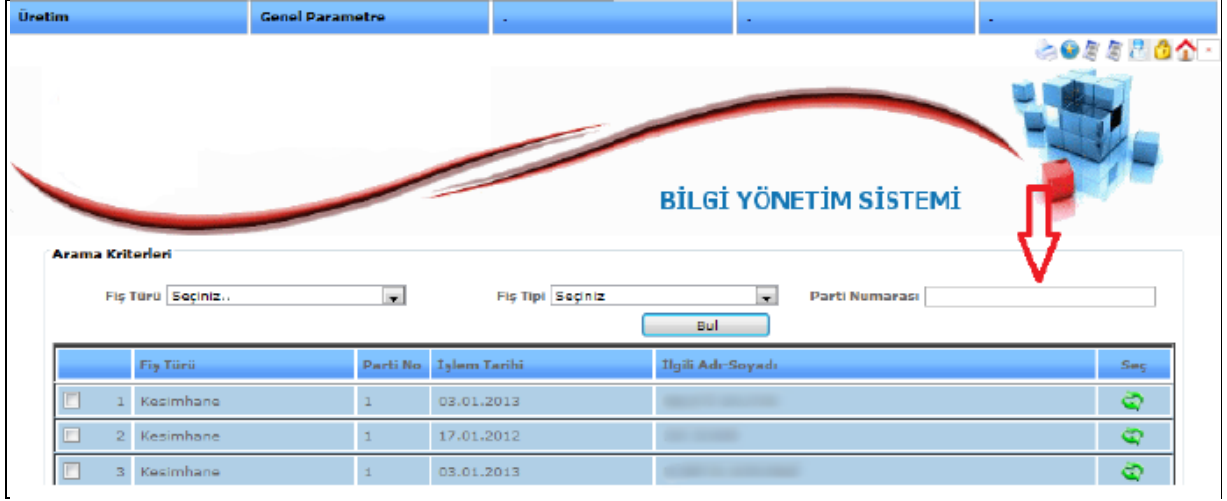 Üretim Genel Parametre - - -
BİLGİ YÖNETİM SİSTEMİ
Arama Kriterleri
Fiş Türü Seçiniz.. Fiş Tipi Seçiniz Parti Numarası
Bul
Fiş Türü Parti No İşlem Tarihi İlgili Adı-Soyadı Seç
1 Kesimhane 1 03.01.2013
2 Kesimhane 1 17.01.2012
3 Kesimhane 1 03.01.2013